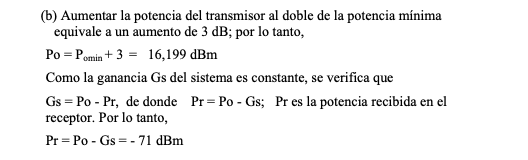 (b) Aumentar la potencia del transmisor al doble de la potencia mínima
equivale a un aumento de 3 dB; por lo tanto,
Po = Pomin + 3 = 16,199 dBm
Como la ganancia Gs del sistema es constante, se verifica que
Gs = Po - Pr, de donde Pr = Po - Gs; Pr es la potencia recibida en el
receptor. Por lo tanto,
Pr = Po - Gs = - 71 dBm